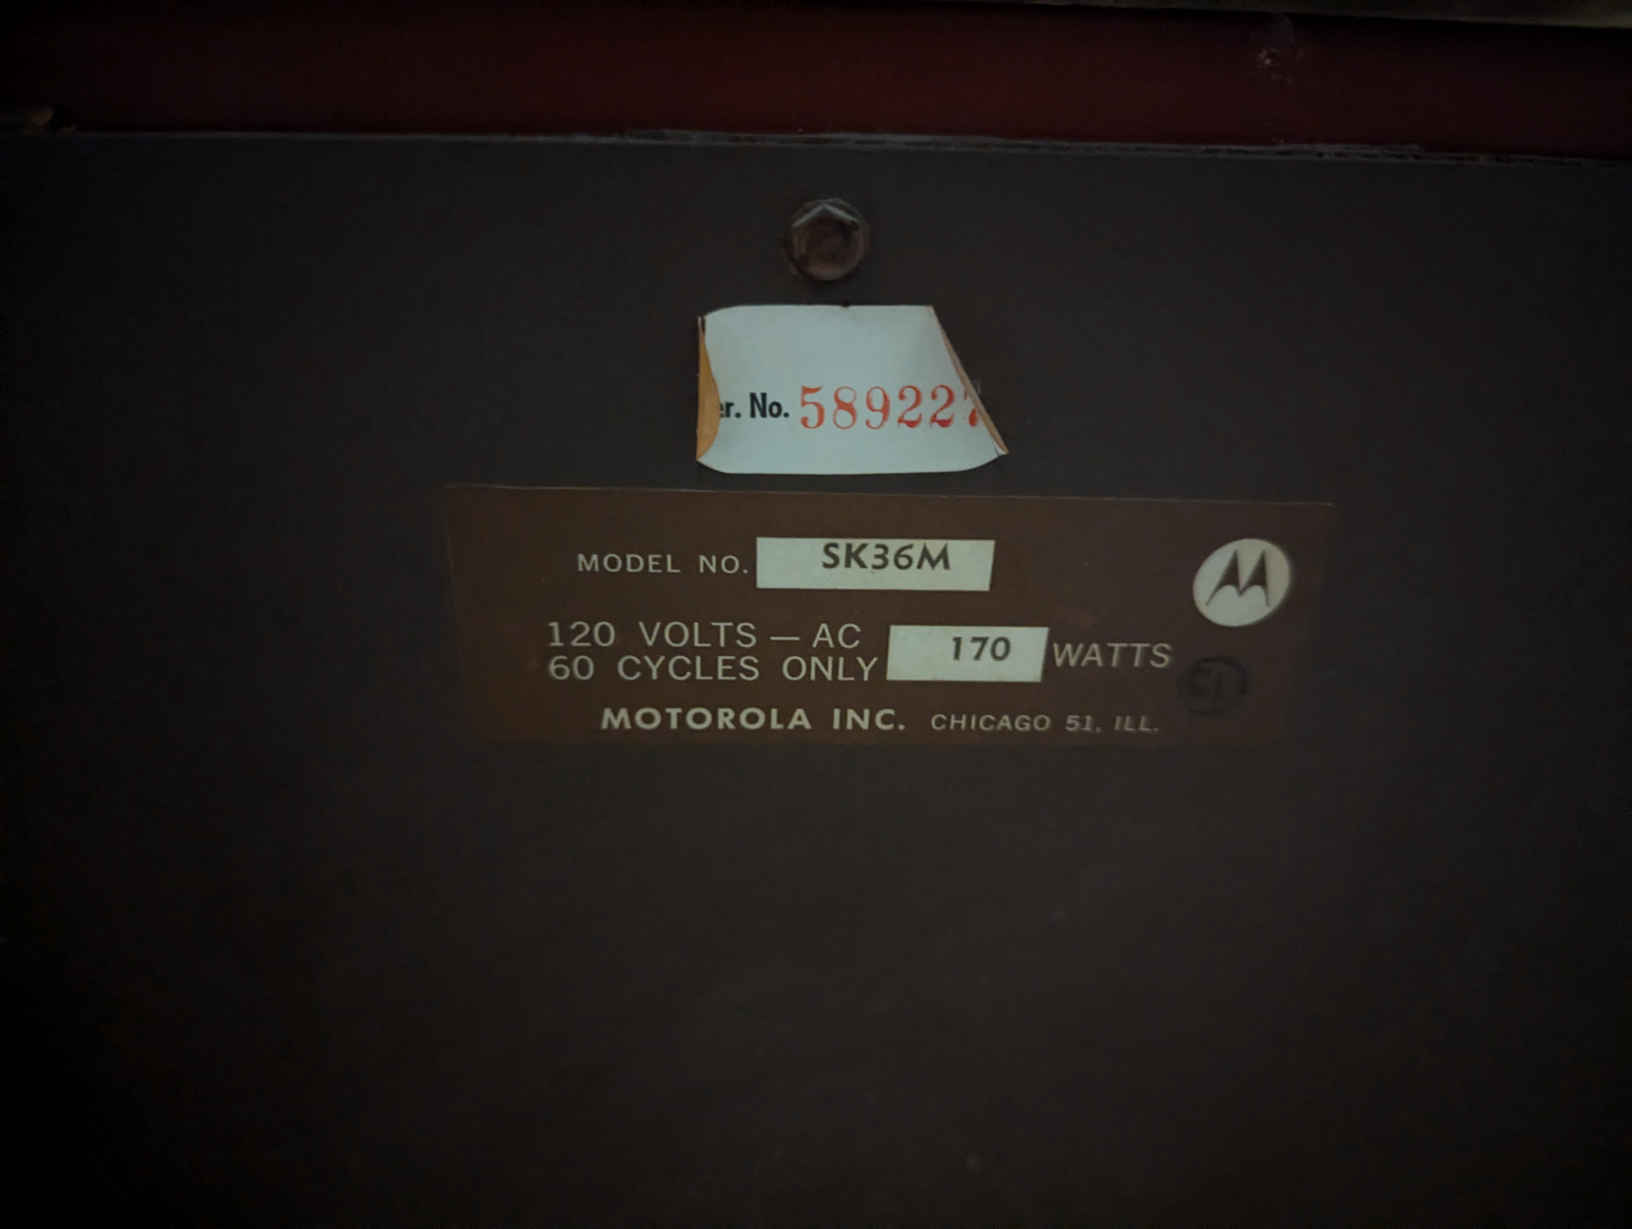 er. No. 589227
MODEL NO. SK36M
120 VOLTS — AC
60 CYCLES ONLY 170 WATTS
MOTOROLA INC. CHICAGO 51, ILL.